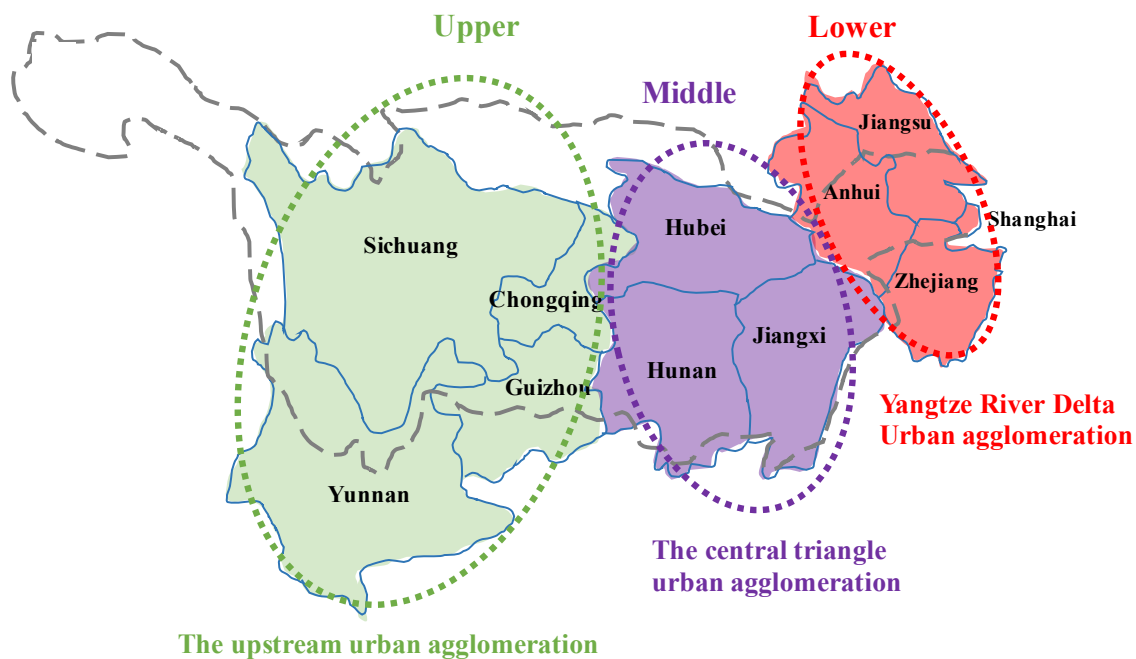 Upper
Lower
Middle
Jiangsu
Anhui
Shanghai
Hubei
Sichuang
Zhejiang
Chongqing
Jiangxi
Hunan
Guizhou
Yangtze River Delta
Urban agglomeration
Yunnan
The central triangle
urban agglomeration
The upstream urban agglomeration